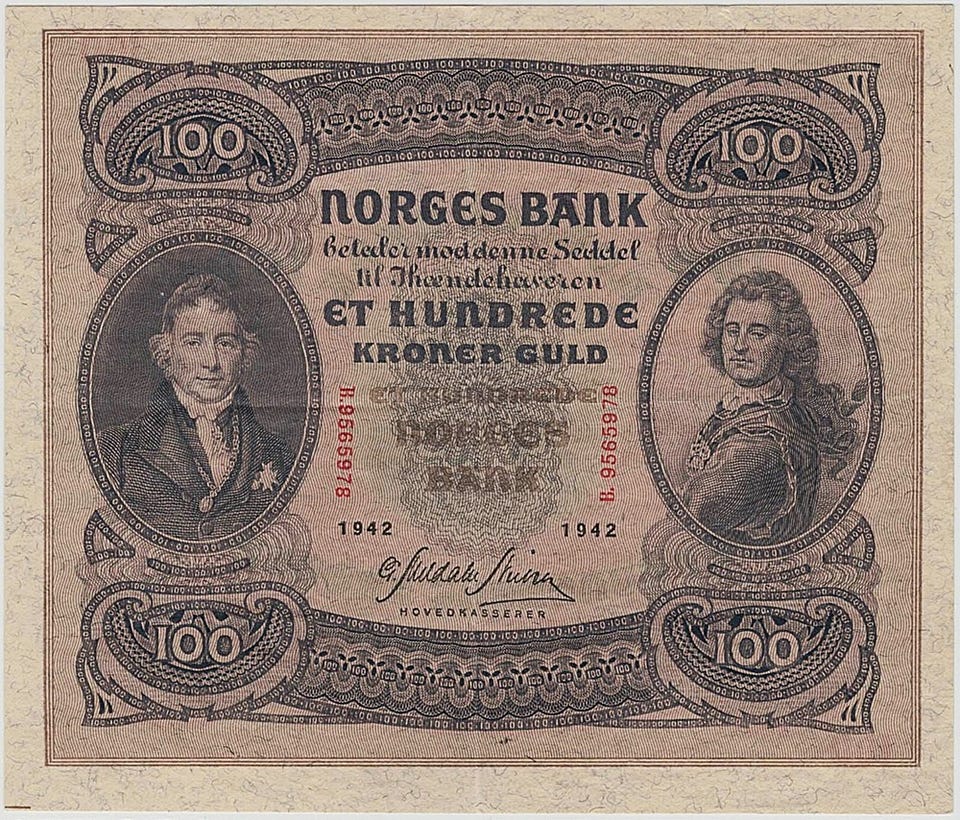 100 100
NORGES BANK
betaler mod denne Seddel
til Ihændehaveren
ET HUNDREDE
KRONER GULD
ET HUNDREDE
NORGES
BANK
B.9565978
B.9565978
1942 1942
HOVEDKASSERER
100 100